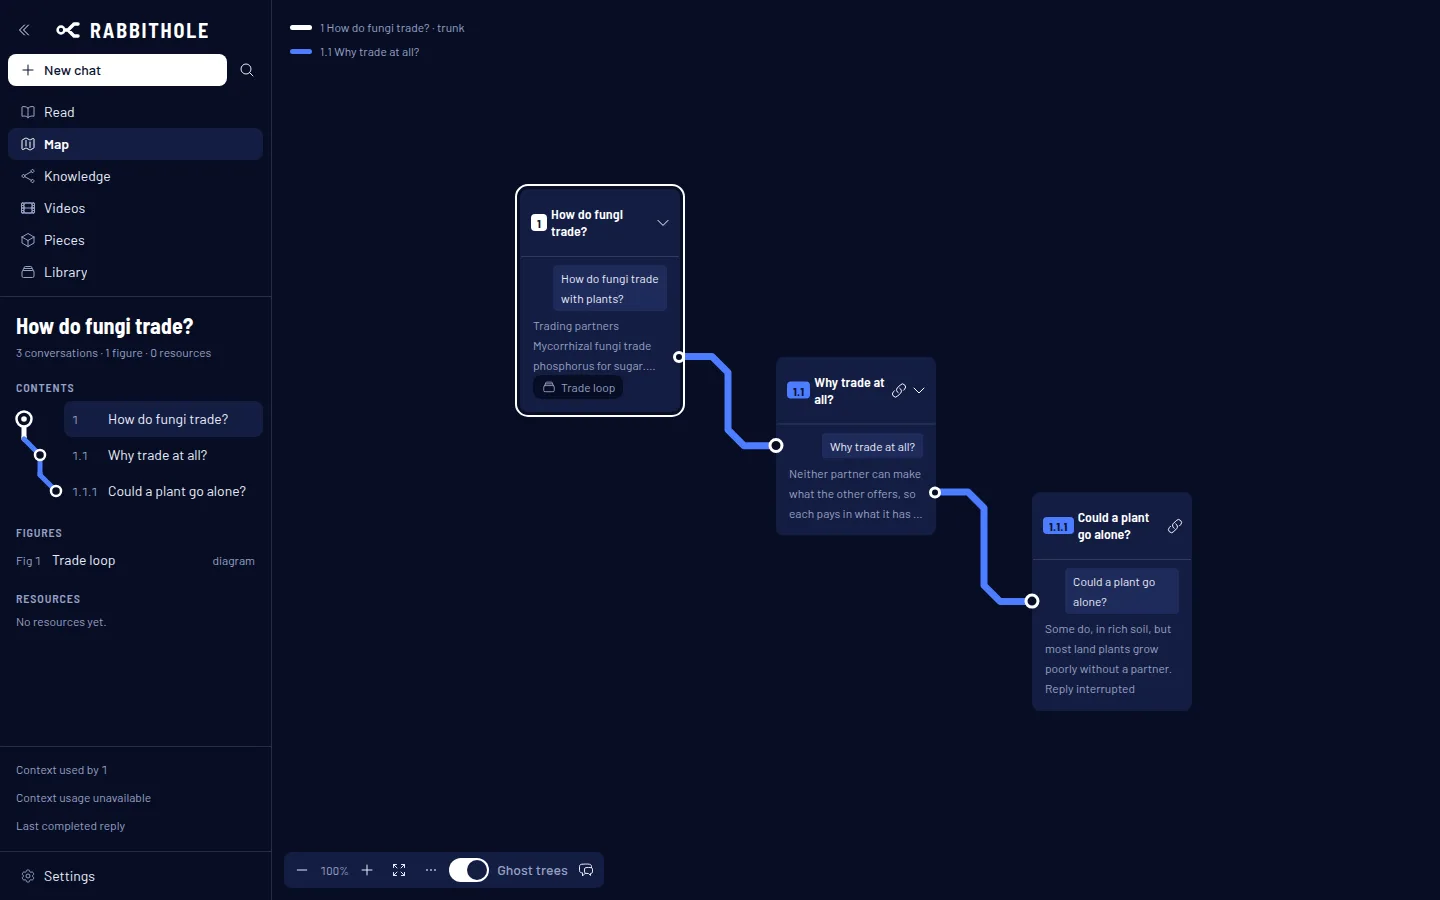 RABBITHOLE
New chat
Read
Map
Knowledge
Videos
Pieces
Library
How do fungi trade?
3 conversations · 1 figure · 0 resources
CONTENTS
1 How do fungi trade?
1.1 Why trade at all?
1.1.1 Could a plant go alone?
FIGURES
Fig 1 Trade loop diagram
RESOURCES
No resources yet.
Context used by 1
Context usage unavailable
Last completed reply
Settings
1 How do fungi trade? · trunk
1.1 Why trade at all?
1 How do fungi
trade?
How do fungi trade
with plants?
Trading partners
Mycorrhizal fungi trade
phosphorus for sugar....
Trade loop
1.1 Why trade at
all?
Why trade at all?
Neither partner can make
what the other offers, so
each pays in what it has ...
1.1.1 Could a plant
go alone?
Could a plant go
alone?
Some do, in rich soil, but
most land plants grow
poorly without a partner.
Reply interrupted
100% Ghost trees